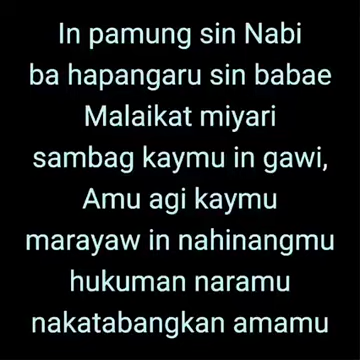 In pamung sin Nabi
ba hapangaru sin babae
Malaikat miyari
sambag kaymu in gawi,
Amu agi kaymu
marayaw in nahinangmu
hukuman naramu
nakatabangkan amamu